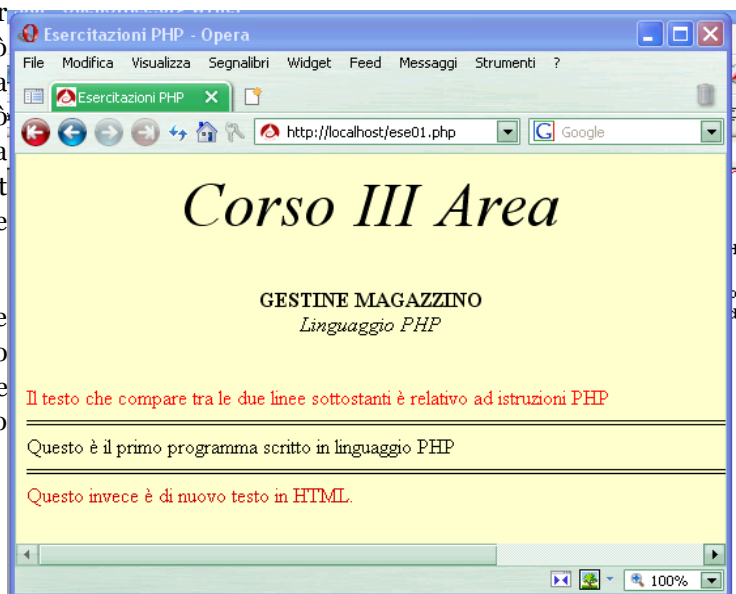 Esercitazioni PHP - Opera
File Modifica Visualizza Segnalibri Widget Feed Messaggi Strumenti ?
Esercitazioni PHP
http://localhost/ese01.php Google
Corso III Area
GESTINE MAGAZZINO
Linguaggio PHP
Il testo che compare tra le due linee sottostanti è relativo ad istruzioni PHP
Questo è il primo programma scritto in linguaggio PHP
Questo invece è di nuovo testo in HTML.
100%